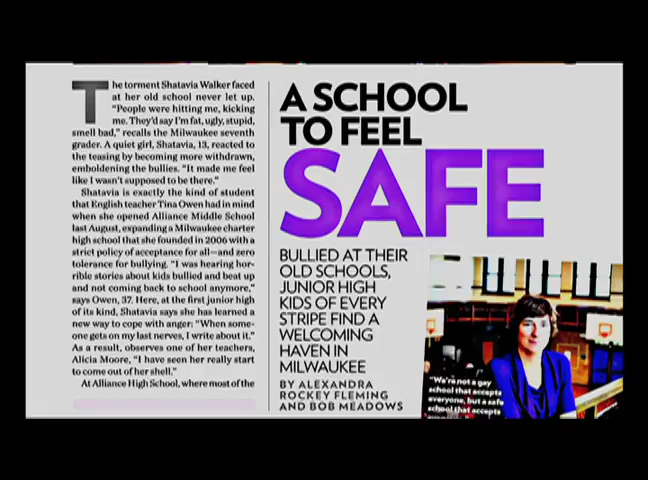 The torment Shatavia Walker faced
at her old school never let up.
"People were hitting me, kicking
me. They'd say I'm fat, ugly, stupid,
smell bad," recalls the Milwaukee seventh
grader. A quiet girl, Shatavia, 13, reacted to
the teasing by becoming more withdrawn,
emboldening the bullies. "It made me feel
like I wasn't supposed to be there."
Shatavia is exactly the kind of student
that English teacher Tina Owen had in mind
when she opened Alliance Middle School
last August, expanding a Milwaukee charter
high school that she founded in 2006 with a
strict policy of acceptance for all—and zero
tolerance for bullying. "I was hearing hor-
rible stories about kids bullied and beat up
and not coming back to school anymore,"
says Owen, 37. Here, at the first junior high
of its kind, Shatavia says she has learned a
new way to cope with anger: "When some-
one gets on my last nerves, I write about it."
As a result, observes one of her teachers,
Alicia Moore, "I have seen her really start
to come out of her shell."
At Alliance High School, where most of the
A SCHOOL
TO FEEL
SAFE
BULLIED AT THEIR
OLD SCHOOLS,
JUNIOR HIGH
KIDS OF EVERY
STRIPE FIND A
WELCOMING
HAVEN IN
MILWAUKEE
BY ALEXANDRA
ROCKEY FLEMING
AND BOB MEADOWS
"We're not a gay
school that accepts
everyone, but a safe
school that accepts